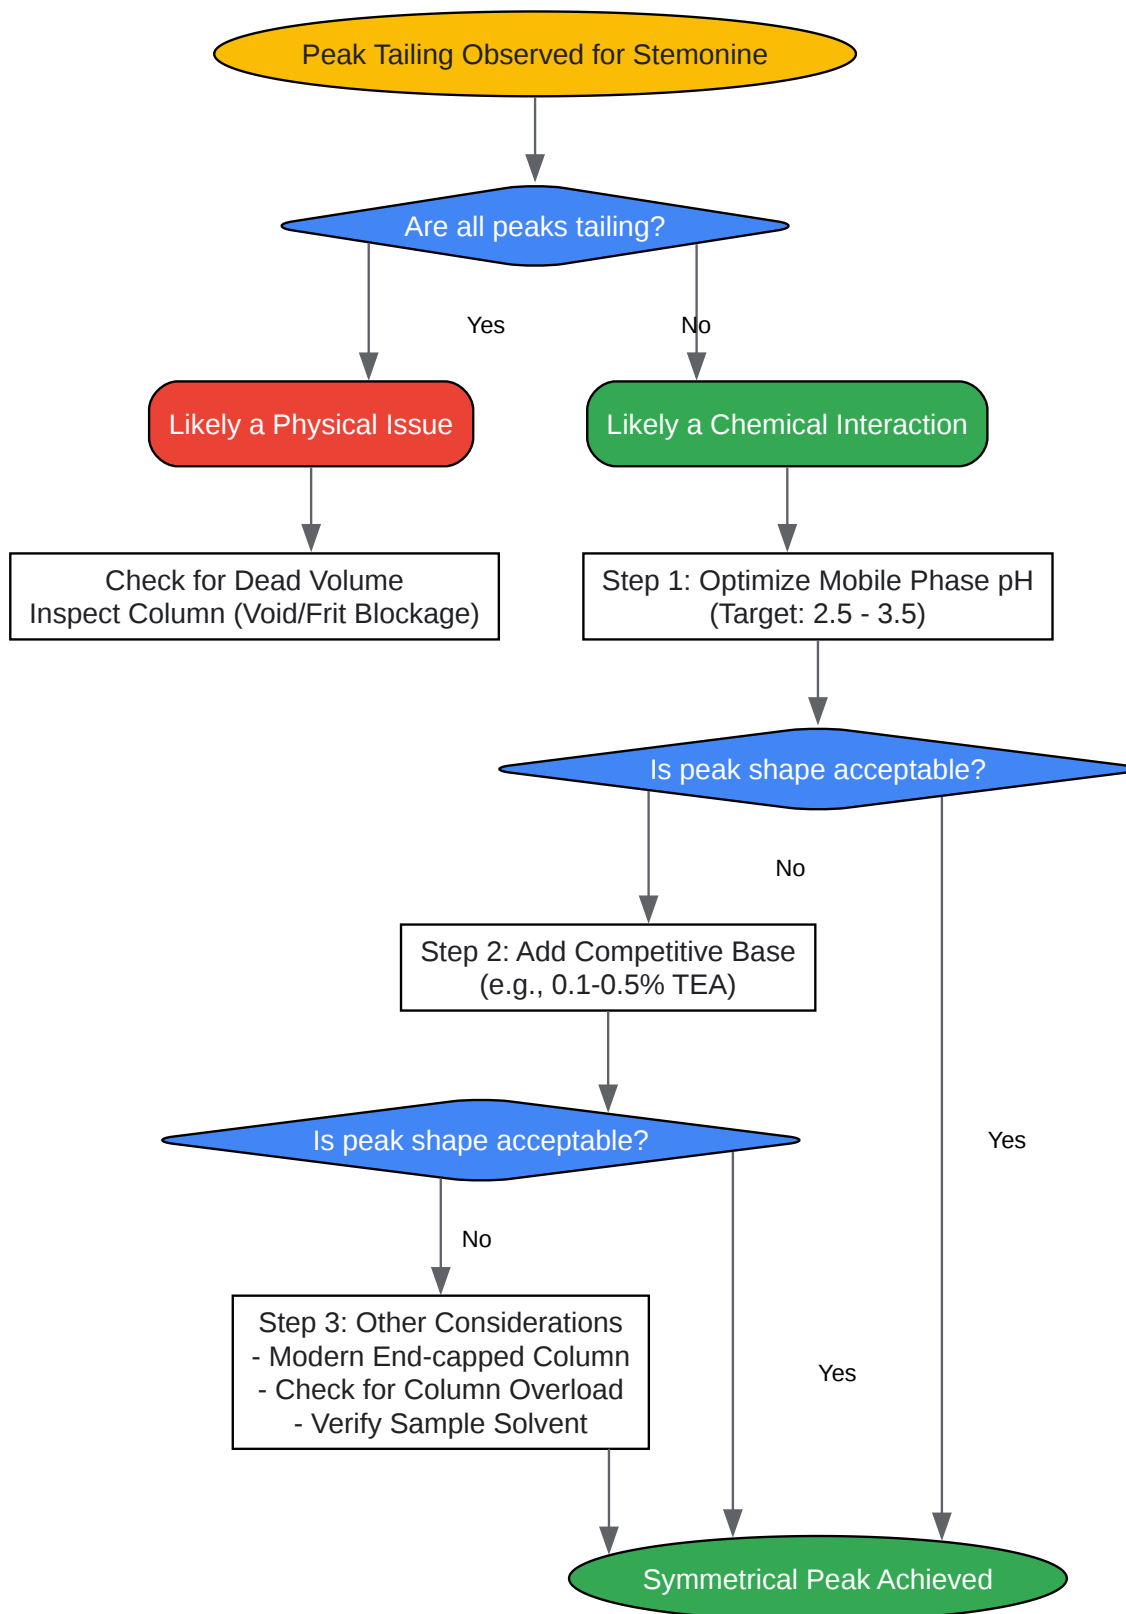 Peak Tailing Observed for Stemonine
Are all peaks tailing?
Yes
No
Likely a Physical Issue
Likely a Chemical Interaction
Check for Dead Volume
Inspect Column (Void/Frit Blockage)
Step 1: Optimize Mobile Phase pH
(Target: 2.5 - 3.5)
Is peak shape acceptable?
No
Step 2: Add Competitive Base
(e.g., 0.1-0.5% TEA)
Is peak shape acceptable?
Yes
No
Step 3: Other Considerations
- Modern End-capped Column
- Check for Column Overload
- Verify Sample Solvent
Yes
Symmetrical Peak Achieved